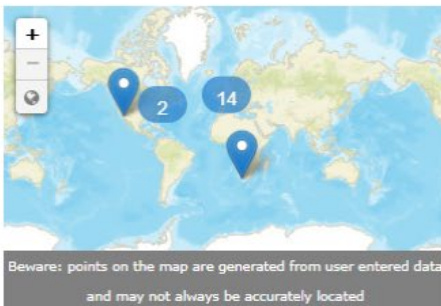 +
−
2
14
Beware: points on the map are generated from user entered data
and may not always be accurately located